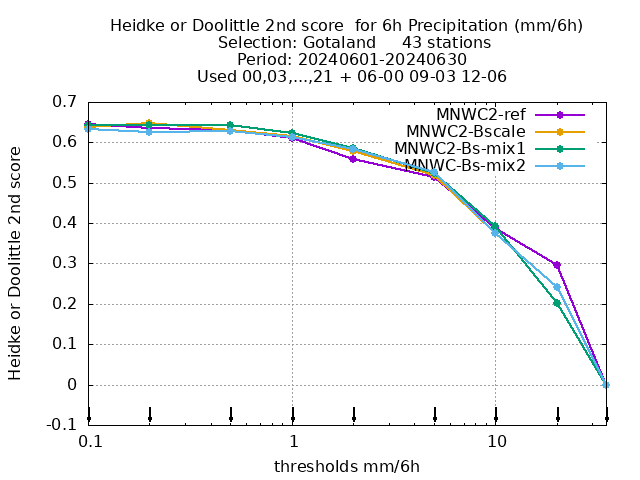 Heidke or Doolittle 2nd score  for 6h Precipitation (mm/6h)
Selection: Gotaland     43 stations
Period: 20240601-20240630
Used 00,03,...,21 + 06-00 09-03 12-06
Heidke or Doolittle 2nd score
0.7
0.6
0.5
0.4
0.3
0.2
0.1
0
-0.1
MNWC2-ref
MNWC2-Bscale
MNWC2-Bs-mix1
MNWC-Bs-mix2
0.1 1 10
thresholds mm/6h